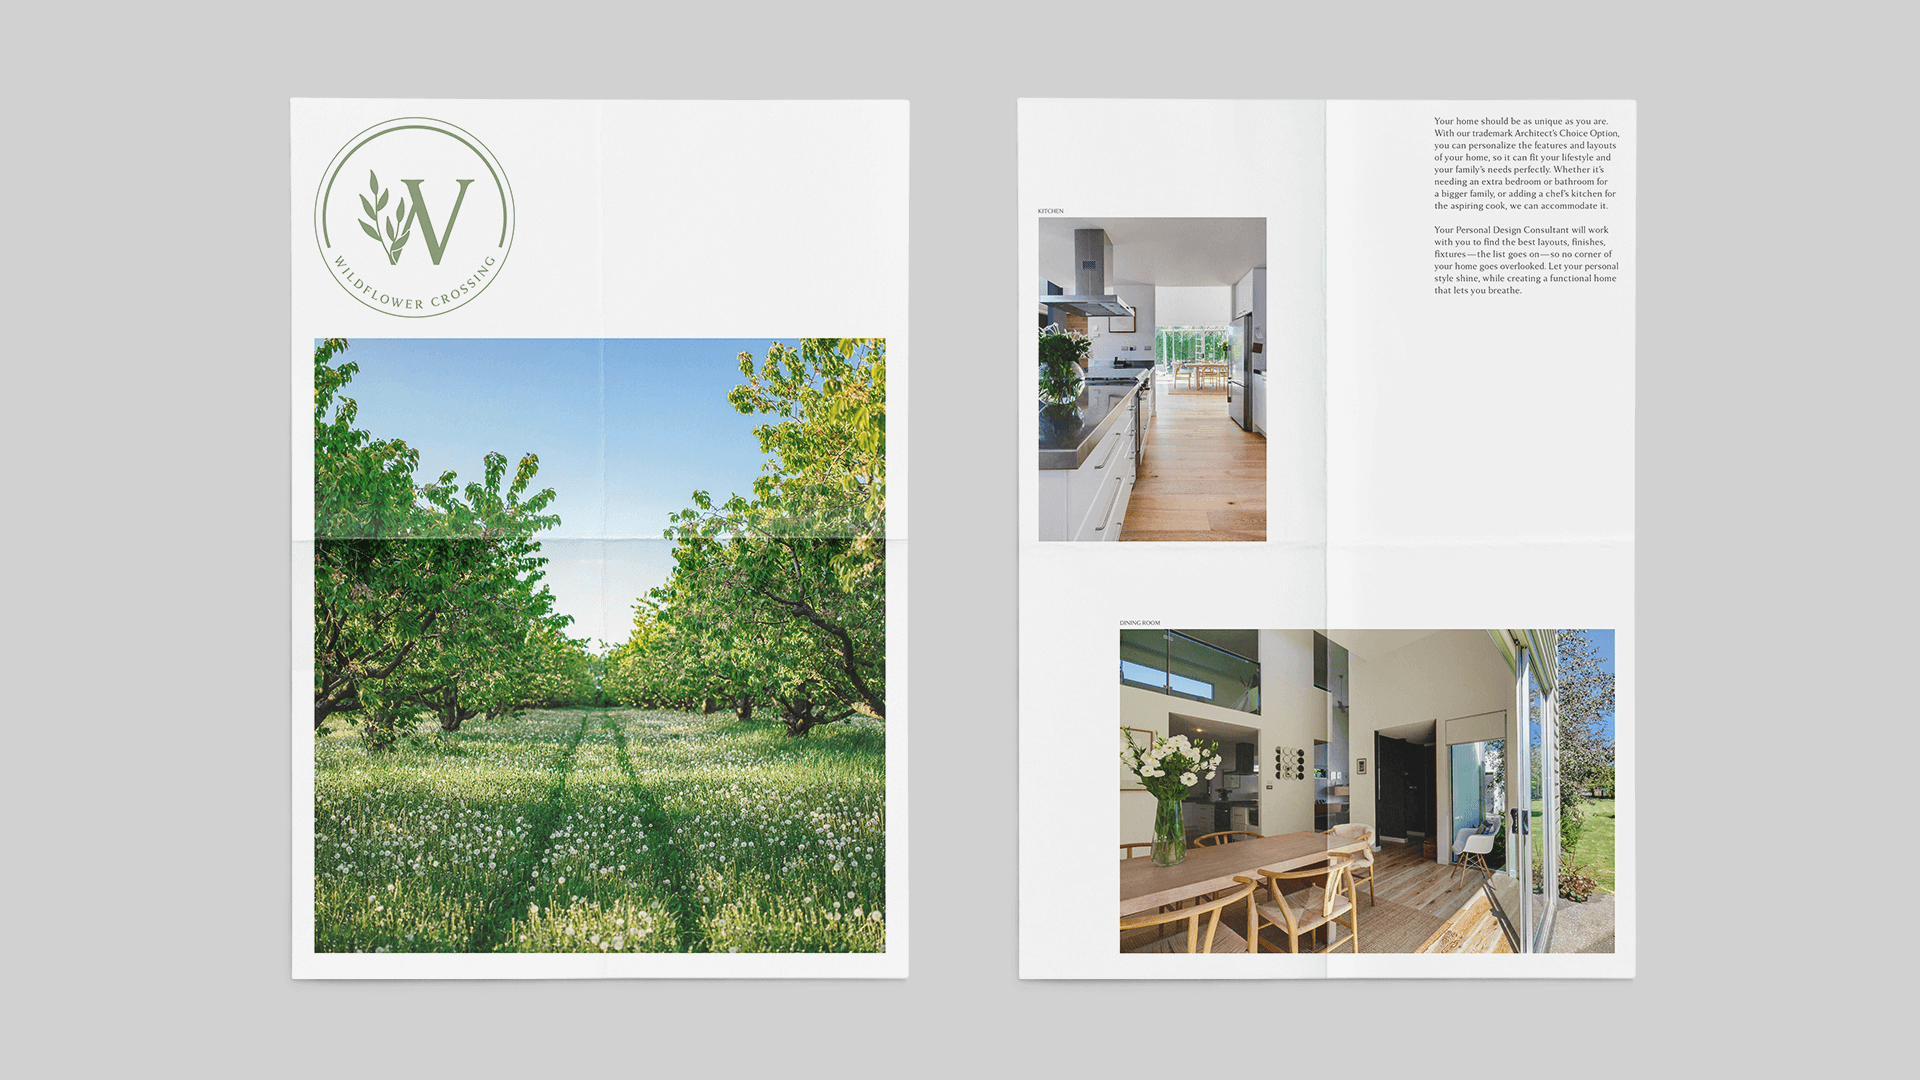 W
WILDFLOWER CROSSING
Your home should be as unique as you are.
With our trademark Architect's Choice Option,
you can personalize the features and layouts
of your home, so it can fit your lifestyle and
your family's needs perfectly. Whether it's
needing an extra bedroom or bathroom for
a bigger family, or adding a chef's kitchen for
the aspiring cook, we can accommodate it.
Your Personal Design Consultant will work
with you to find the best layouts, finishes,
fixtures—the list goes on—so no corner of
your home goes overlooked. Let your personal
style shine, while creating a functional home
that lets you breathe.
KITCHEN
DINING ROOM